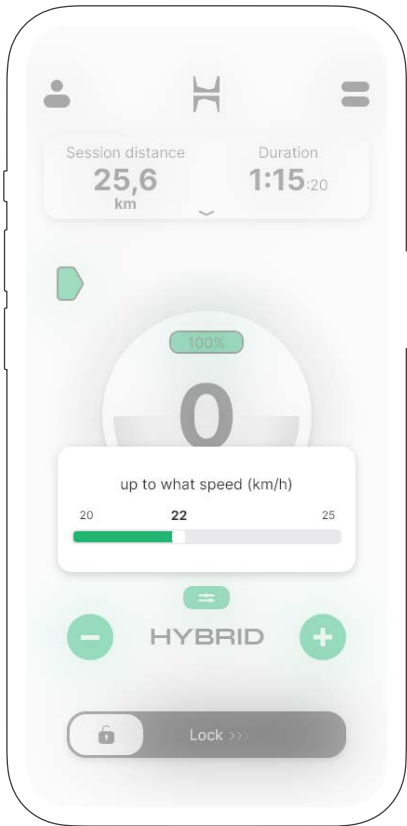 Session distance
Duration
25,6
1:15:20
km
100%
0
up to what speed (km/h)
20
22
25
HYBRID
Lock >>>